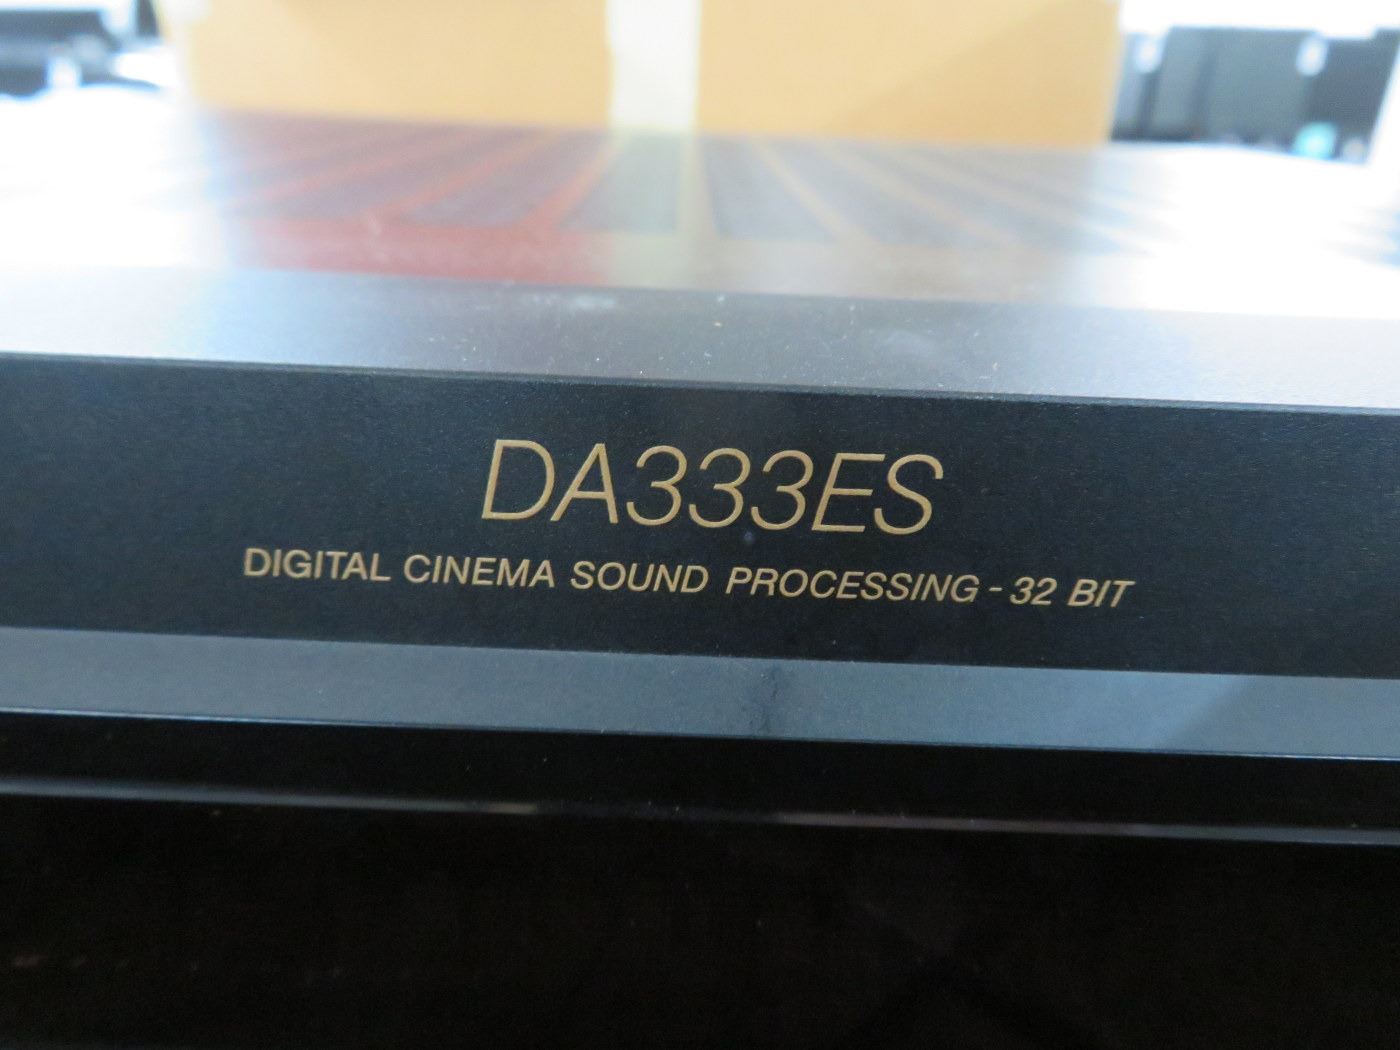 DA333ES
DIGITAL CINEMA SOUND PROCESSING - 32 BIT